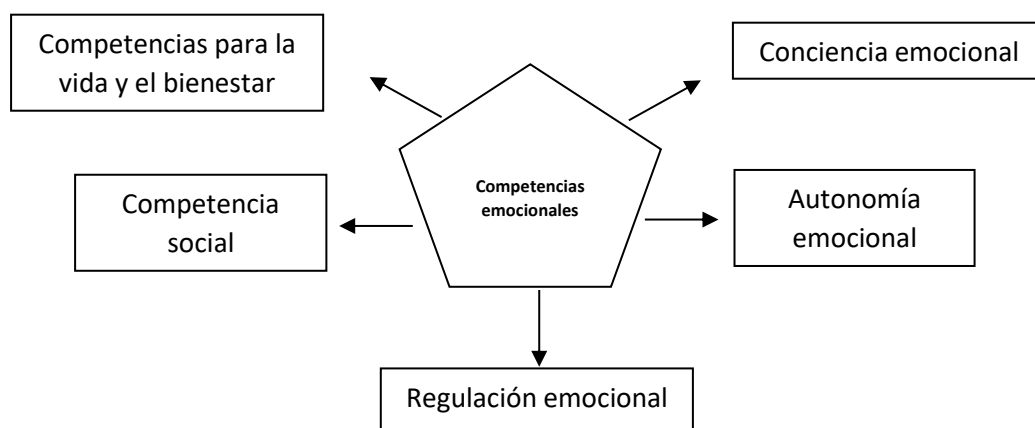 Competencias para la
vida y el bienestar
Conciencia emocional
Competencias
emocionales
Competencia
social
Autonomía
emocional
Regulación emocional